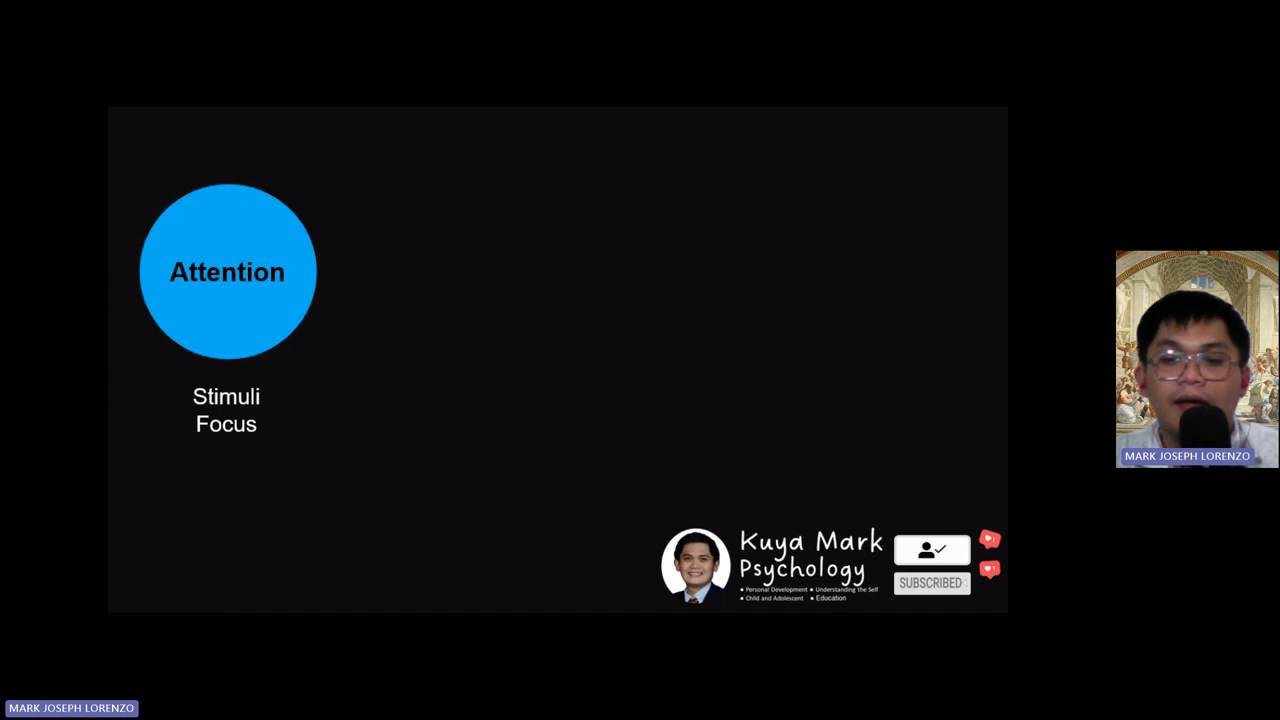 Attention
Stimuli
Focus
Kuya Mark
Psychology
● Personal Development ● Understanding the Self
● Child and Adolescent ● Education
SUBSCRIBED
MARK JOSEPH LORENZO
MARK JOSEPH LORENZO